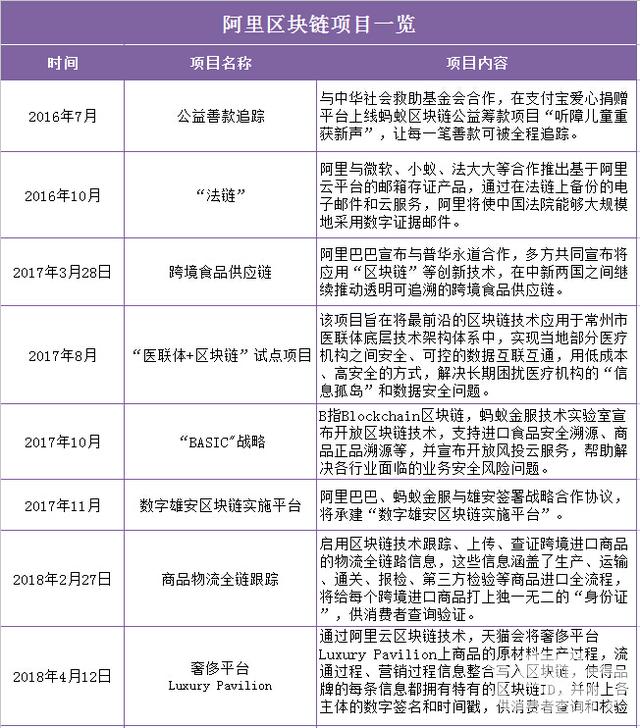 阿里区块链项目一览
时间
项目名称
项目内容
2016年7月
公益善款追踪
与中华社会救助基金会合作，在支付宝爱心捐赠
平台上线蚂蚁区块链公益筹款项目“听障儿童重
获新声”，让每一笔善款可被全程追踪。
2016年10月
“法链”
阿里与微软、小蚁、法大大等合作推出基于阿里
云平台的邮箱存证产品，通过在法链上备份的电
子邮件和云服务，阿里将使中国法院能够大规模
地采用数字证据邮件。
2017年3月28日
跨境食品供应链
阿里巴巴宣布与普华永道合作，多方共同宣布将
应用“区块链”等创新技术，在中新两国之间继
续推动透明可追溯的跨境食品供应链。
2017年8月
“医联体+区块链”试点项目
该项目旨在将最前沿的区块链技术应用于常州市
医联体底层技术架构体系中，实现当地部分医疗
机构之间安全、可控的数据互联互通，用低成本
、高安全的方式，解决长期困扰医疗机构的“信
息孤岛”和数据安全问题。
2017年10月
“BASIC"战略
B指Blockchain区块链，蚂蚁金服技术实验室宣
布开放区块链技术，支持进口食品安全溯源、商
品正品溯源等，并宣布开放风投云服务，帮助解
决各行业面临的业务安全风险问题。
2017年11月
数字雄安区块链实施平台
阿里巴巴、蚂蚁金服与雄安签署战略合作协议，
将承建“数字雄安区块链实施平台”。
2018年2月27日
商品物流全链跟踪
启用区块链技术跟踪、上传、查证跨境进口商品
的物流全链路信息，这些信息涵盖了生产、运输
、通关、报检、第三方检验等商品进口全流程，
将给每个跨境进口商品打上独一无二的“身份证
”，供消费者查询验证。
2018年4月12日
奢侈平台
Luxury Pavilion
通过阿里云区块链技术，天猫会将奢侈平台
Luxury Pavilion上商品的原材料生产过程，流
通过程、营销过程信息整合写入区块链，使得品
牌的每条信息都拥有特有的区块链ID，并附上各
主体的数字签名和时间戳，供消费者查询和校验